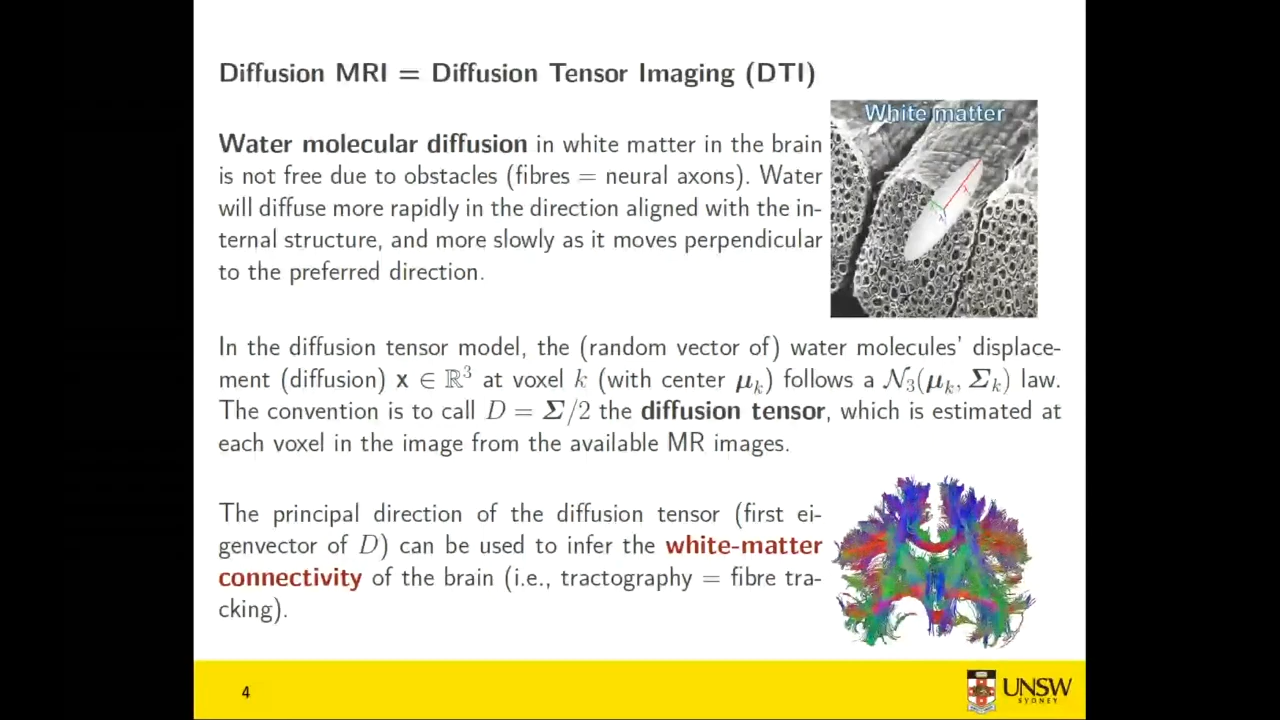 Diffusion MRI = Diffusion Tensor Imaging (DTI)
White matter
Water molecular diffusion in white matter in the brain
is not free due to obstacles (fibres = neural axons). Water
will diffuse more rapidly in the direction aligned with the in-
ternal structure, and more slowly as it moves perpendicular
to the preferred direction.
In the diffusion tensor model, the (random vector of) water molecules' displace-
ment (diffusion) x ∈ ℝ³ at voxel k (with center μₖ) follows a 𝒩₃(μₖ, Σₖ) law.
The convention is to call D = Σ/2 the diffusion tensor, which is estimated at
each voxel in the image from the available MR images.
The principal direction of the diffusion tensor (first ei-
genvector of D) can be used to infer the white-matter
connectivity of the brain (i.e., tractography = fibre tra-
cking).
4
UNSW
SYDNEY